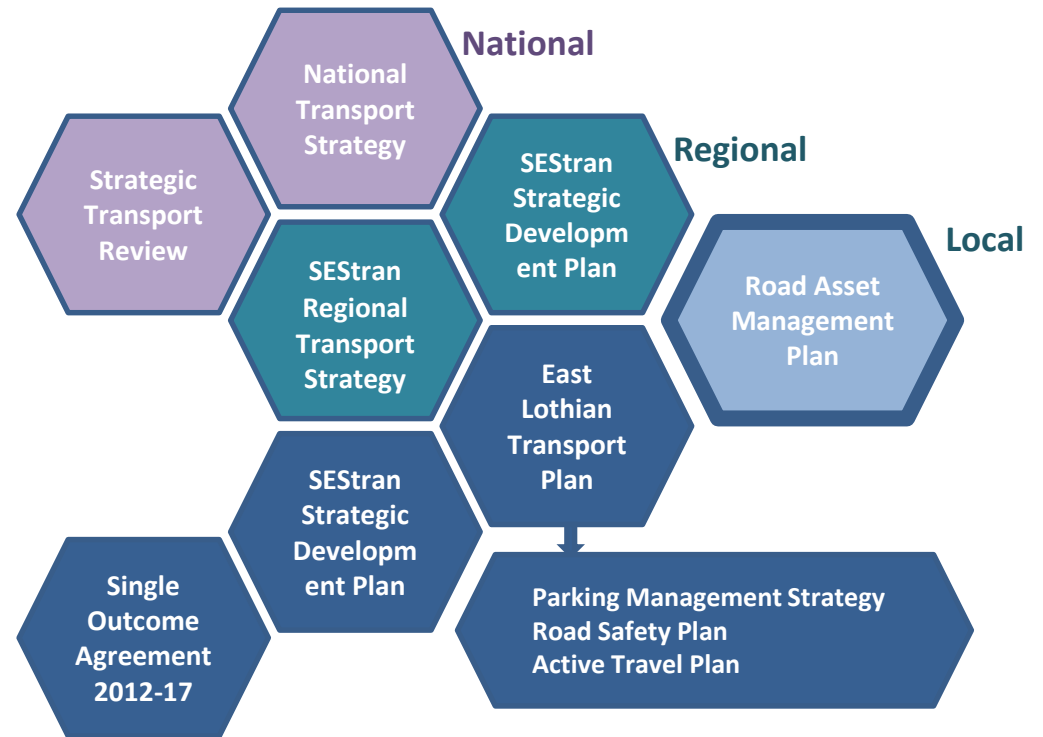 National
National
Transport
Strategy
Regional
SEStran
Strategic
Developm
ent Plan
Strategic
Transport
Review
Local
SEStran
Regional
Transport
Strategy
Road Asset
Management
Plan
East
Lothian
Transport
Plan
SEStran
Strategic
Developm
ent Plan
Single
Outcome
Agreement
2012-17
Parking Management Strategy
Road Safety Plan
Active Travel Plan